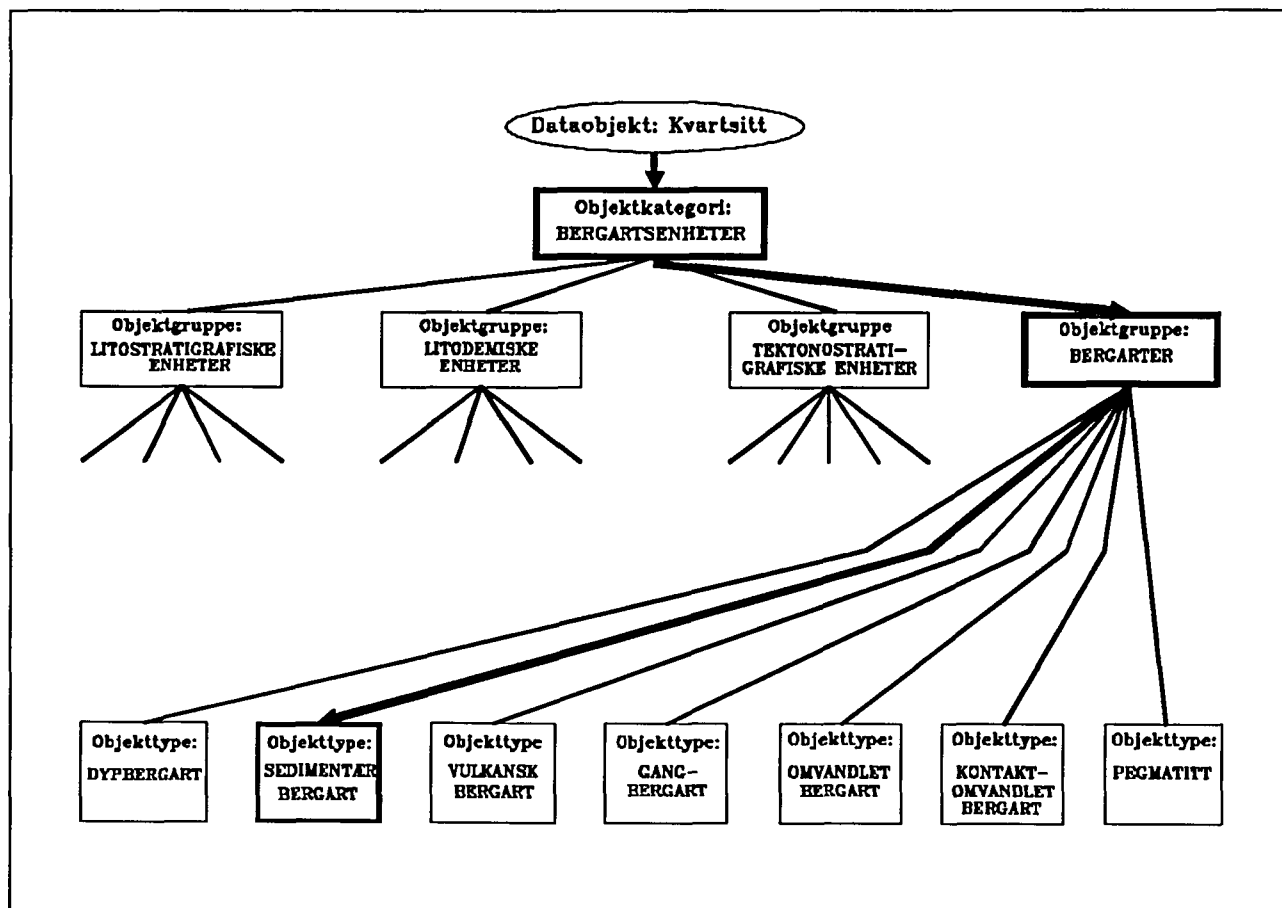 Dataobjekt: Kvartsitt
Objektkategori:
BERGARTSENHETER
Objektgruppe:
LITOSTRATIGRAFISKE
ENHETER
Objektgruppe:
LITODEMISKE
ENHETER
Objektgruppe
TEKTONOSTRATI-
GRAFISKE ENHETER
Objektgruppe:
BERGARTER
Objekttype:
DYPBERGART
Objekttype:
SEDIMENTÆR
BERGART
Objekttype
VULKANSK
BERGART
Objekttype:
GANG-
BERGART
Objekttype:
OMVANDLET
BERGART
Objekttype:
KONTAKT-
OMVANDLET
BERGART
Objekttype:
PEGMATITT